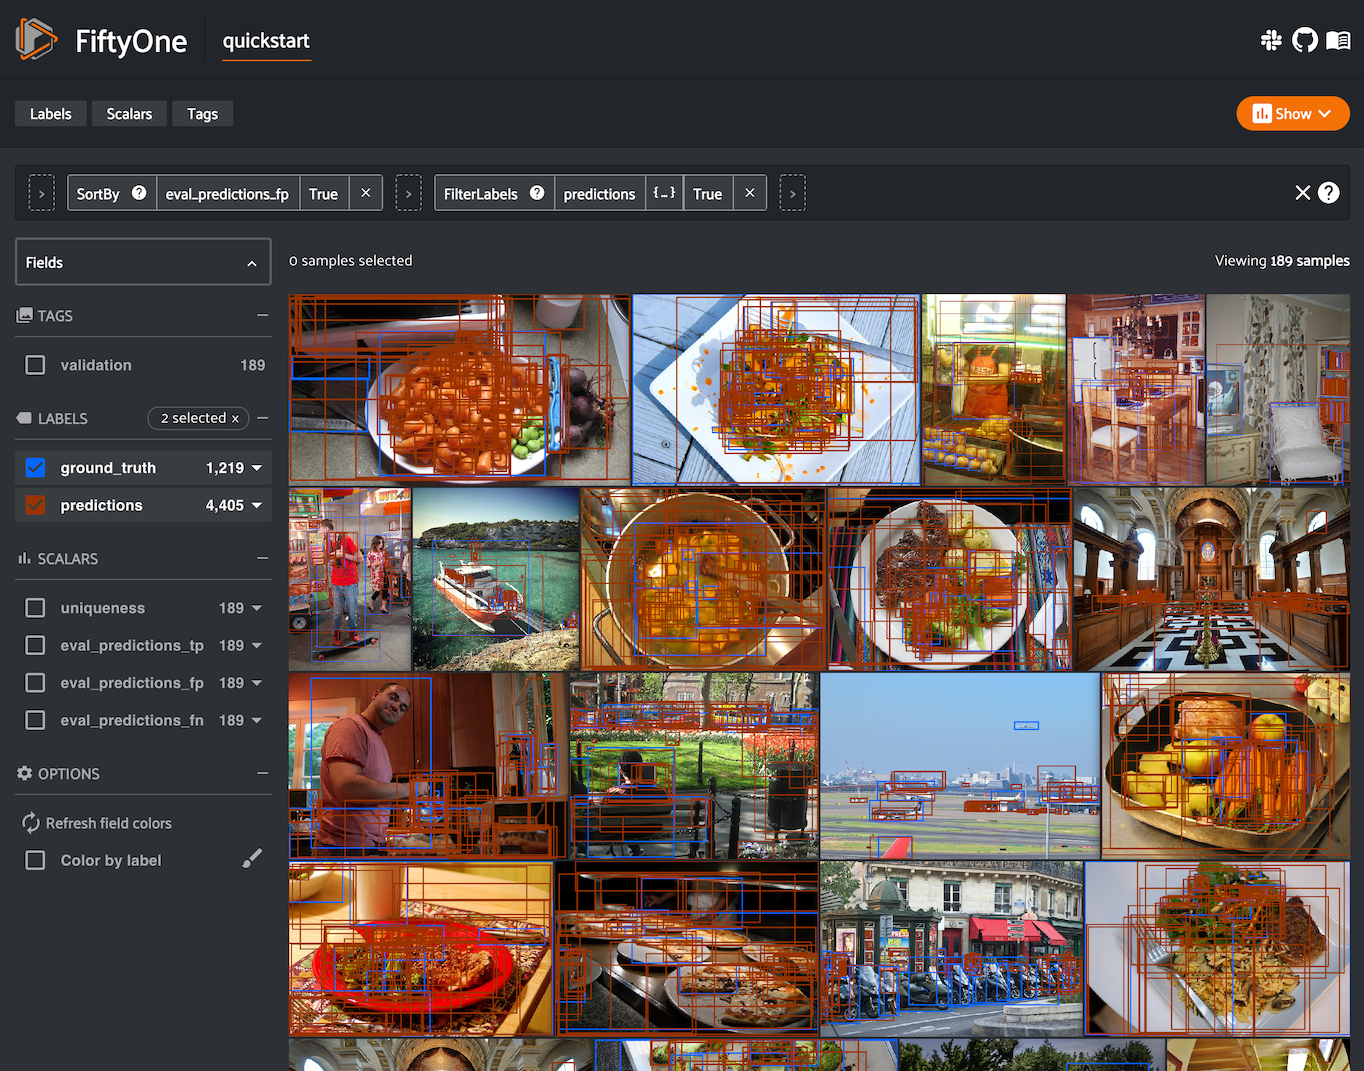 FiftyOne quickstart
Labels Scalars Tags Show
> SortBy ? eval_predictions_fp True × > FilterLabels ? predictions {...} True × > × ?
Fields 0 samples selected Viewing 189 samples
TAGS
validation 189
LABELS 2 selected ×
ground_truth 1,219
predictions 4,405
SCALARS
uniqueness 189
eval_predictions_tp 189
eval_predictions_fp 189
eval_predictions_fn 189
OPTIONS
Refresh field colors
Color by label
PRESS